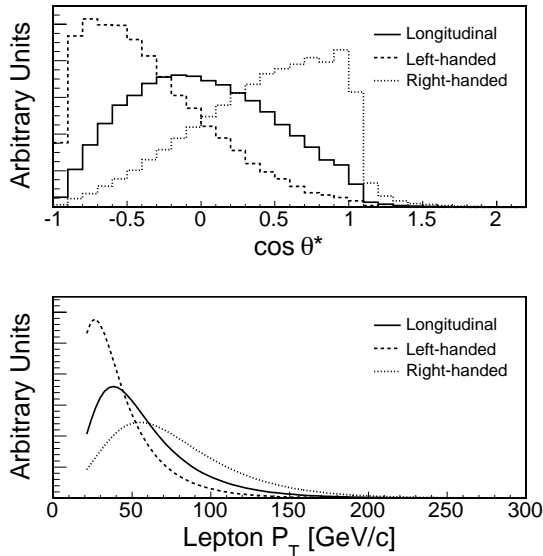 Arbitrary Units
Longitudinal
Left-handed
Right-handed
-1 -0.5 0 0.5 1 1.5 2
cos θ*
Arbitrary Units
Longitudinal
Left-handed
Right-handed
0 50 100 150 200 250 300
Lepton P_T [GeV/c]